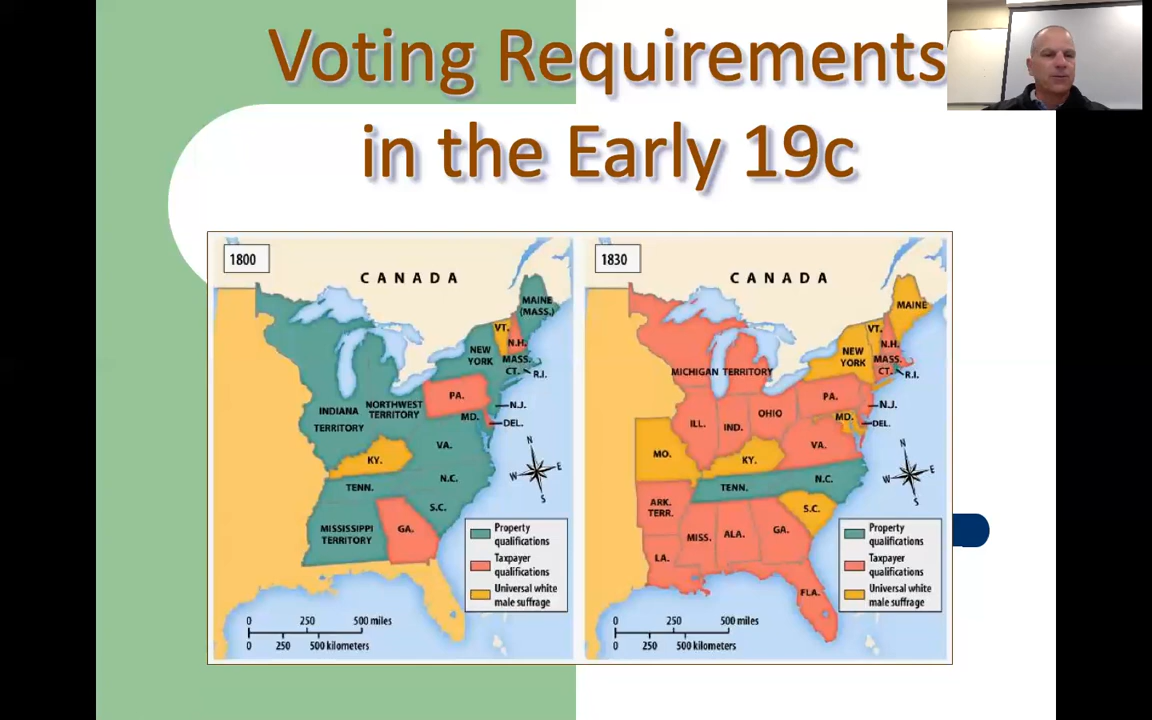 Voting Requirements
in the Early 19c
1800
CANADA
MAINE
(MASS.)
VT.
N.H.
NEW
YORK
MASS.
CT.
R.I.
PA.
N.J.
MD.
DEL.
INDIANA
TERRITORY
NORTHWEST
TERRITORY
VA.
KY.
N.C.
TENN.
S.C.
MISSISSIPPI
TERRITORY
GA.
N
W
E
S
Property
qualifications
Taxpayer
qualifications
Universal white
male suffrage
0 250 500 miles
0 250 500 kilometers
1830
CANADA
MAINE
VT.
N.H.
NEW
YORK
MASS.
CT.
R.I.
MICHIGAN TERRITORY
PA.
N.J.
MD.
DEL.
ILL.
IND.
OHIO
VA.
MO.
KY.
N.C.
TENN.
S.C.
ARK.
TERR.
MISS.
ALA.
GA.
LA.
FLA.
N
W
E
S
Property
qualifications
Taxpayer
qualifications
Universal white
male suffrage
0 250 500 miles
0 250 500 kilometers